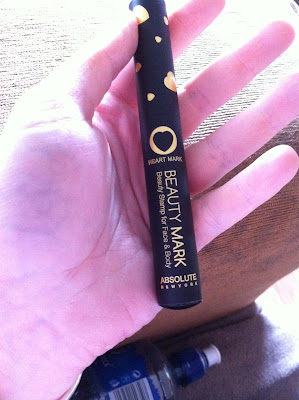 HEART MARK
BEAUTY MARK
Beauty Stamp for Face & Body
ABSOLUTE
NEW YORK